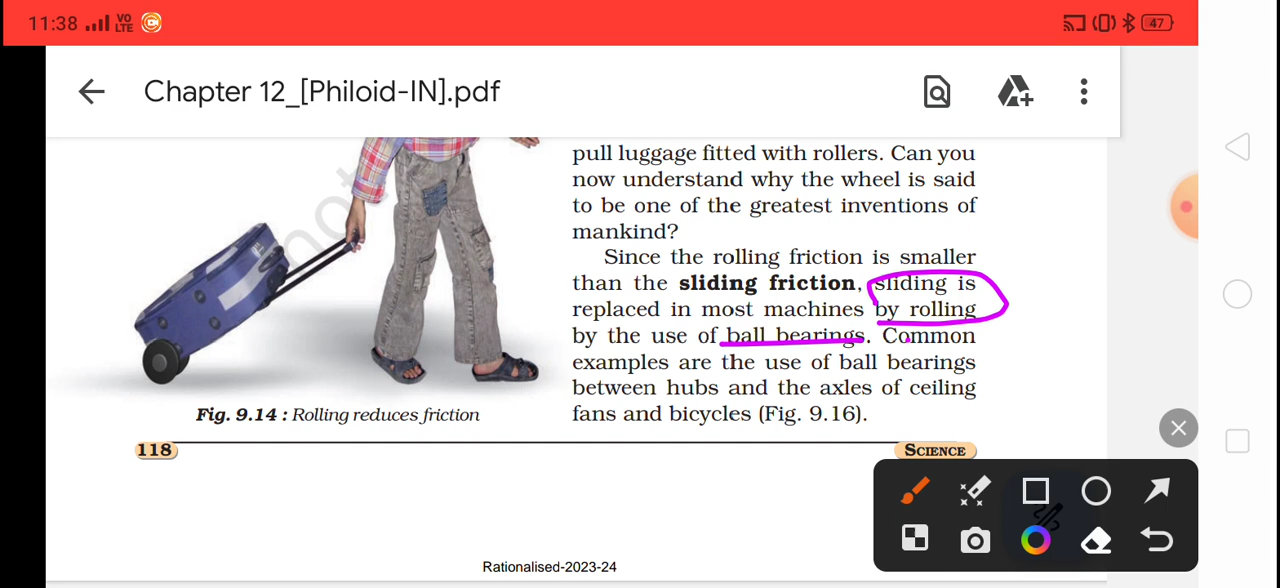 11:38 VO LTE 47
Chapter 12_[Philoid-IN].pdf
not
pull luggage fitted with rollers. Can you
now understand why the wheel is said
to be one of the greatest inventions of
mankind?
Since the rolling friction is smaller
than the sliding friction, sliding is
replaced in most machines by rolling
by the use of ball bearings. Common
examples are the use of ball bearings
between hubs and the axles of ceiling
fans and bicycles (Fig. 9.16).
Fig. 9.14 : Rolling reduces friction
118 SCIENCE
Rationalised-2023-24